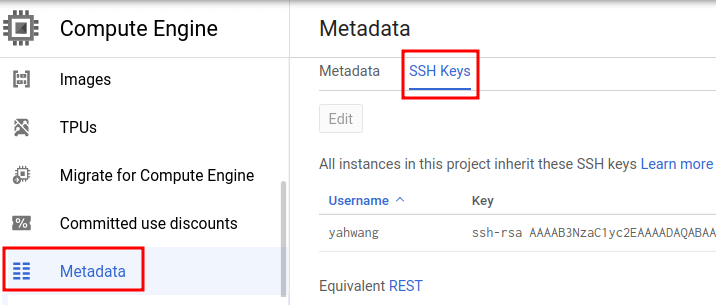 Compute Engine
Images
TPUs
Migrate for Compute Engine
Committed use discounts
Metadata
Metadata
Metadata SSH Keys
Edit
All instances in this project inherit these SSH keys Learn more
Username Key
yahwang ssh-rsa AAAAB3NzaC1yc2EAAAADAQABAA
Equivalent REST